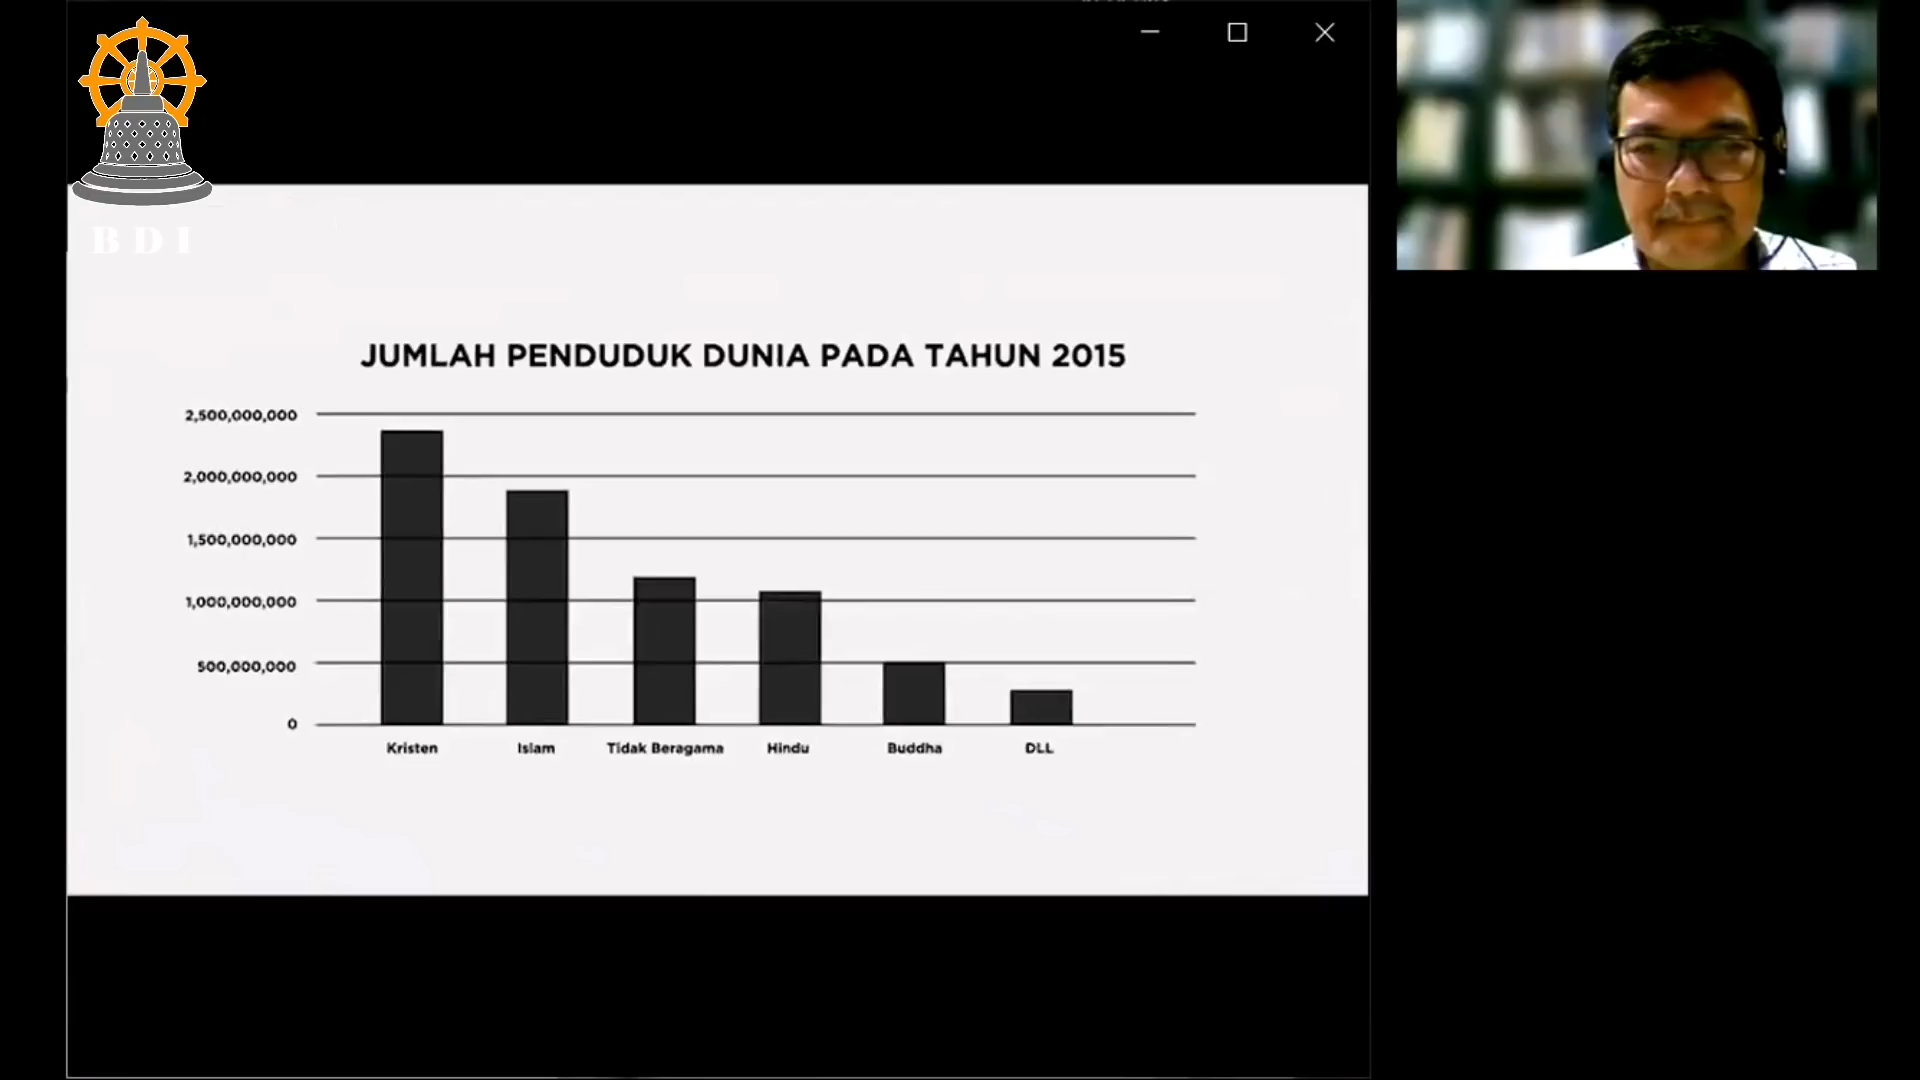 BDI
JUMLAH PENDUDUK DUNIA PADA TAHUN 2015
2,500,000,000
2,000,000,000
1,500,000,000
1,000,000,000
500,000,000
0
Kristen Islam Tidak Beragama Hindu Buddha DLL